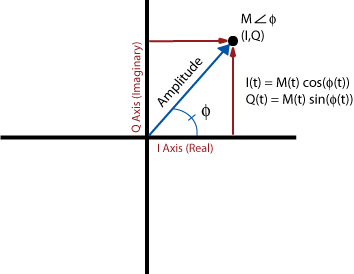 M∠ϕ
(I,Q)
Q Axis (Imaginary)
Amplitude
ϕ
I(t) = M(t) cos(ϕ(t))
Q(t) = M(t) sin(ϕ(t))
I Axis (Real)